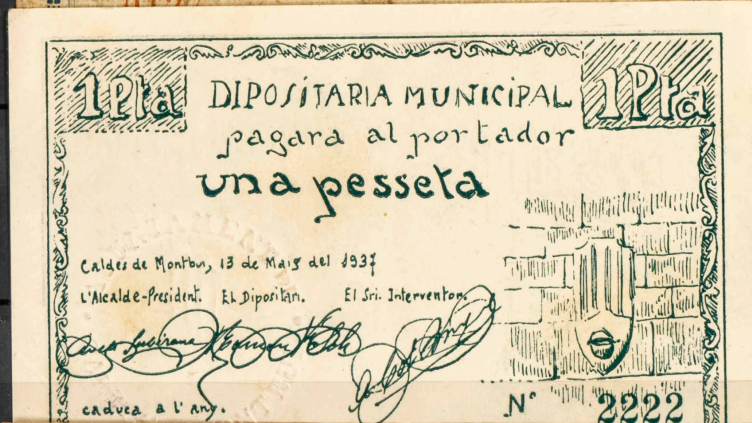 1 Pta
1 Pta
DIPOSITARIA MUNICIPAL
pagara al portador
una pesseta
Caldes de Montbui, 13 de Maig del 1937
L'Alcalde-President. EL Dipositari. El Sri. Interventor.
caduca a l'any.
Nº 2222